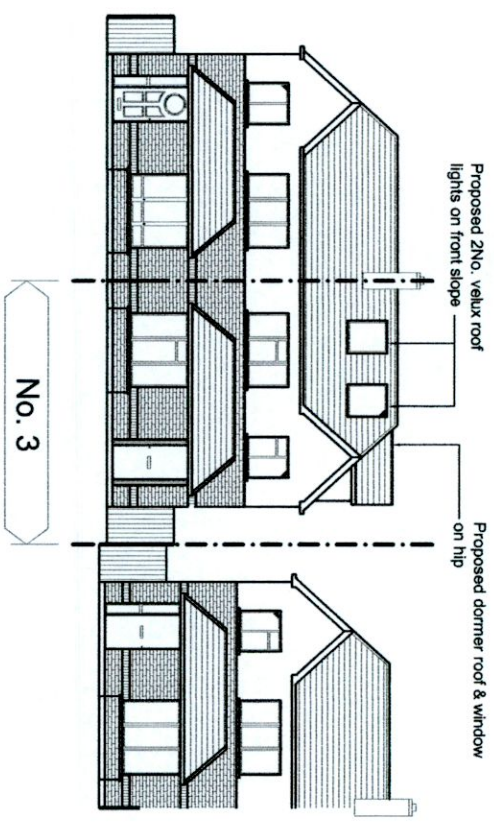 Proposed 2No. velux roof
lights on front slope
Proposed dormer roof & window
on hip
No. 3